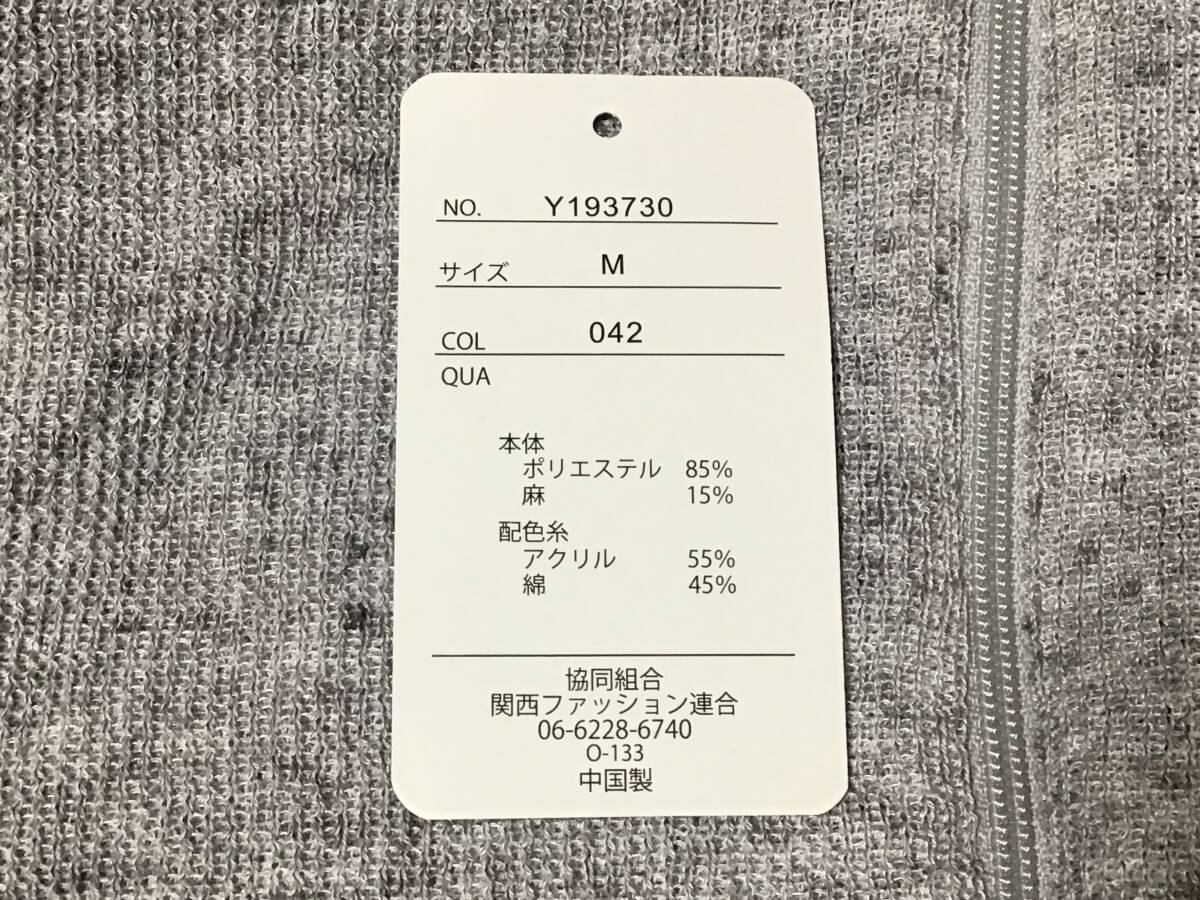 NO. Y193730
サイズ M
COL 042
QUA
本体
ポリエステル 85%
麻 15%
配色糸
アクリル 55%
綿 45%
協同組合
関西ファッション連合
06-6228-6740
O-133
中国製